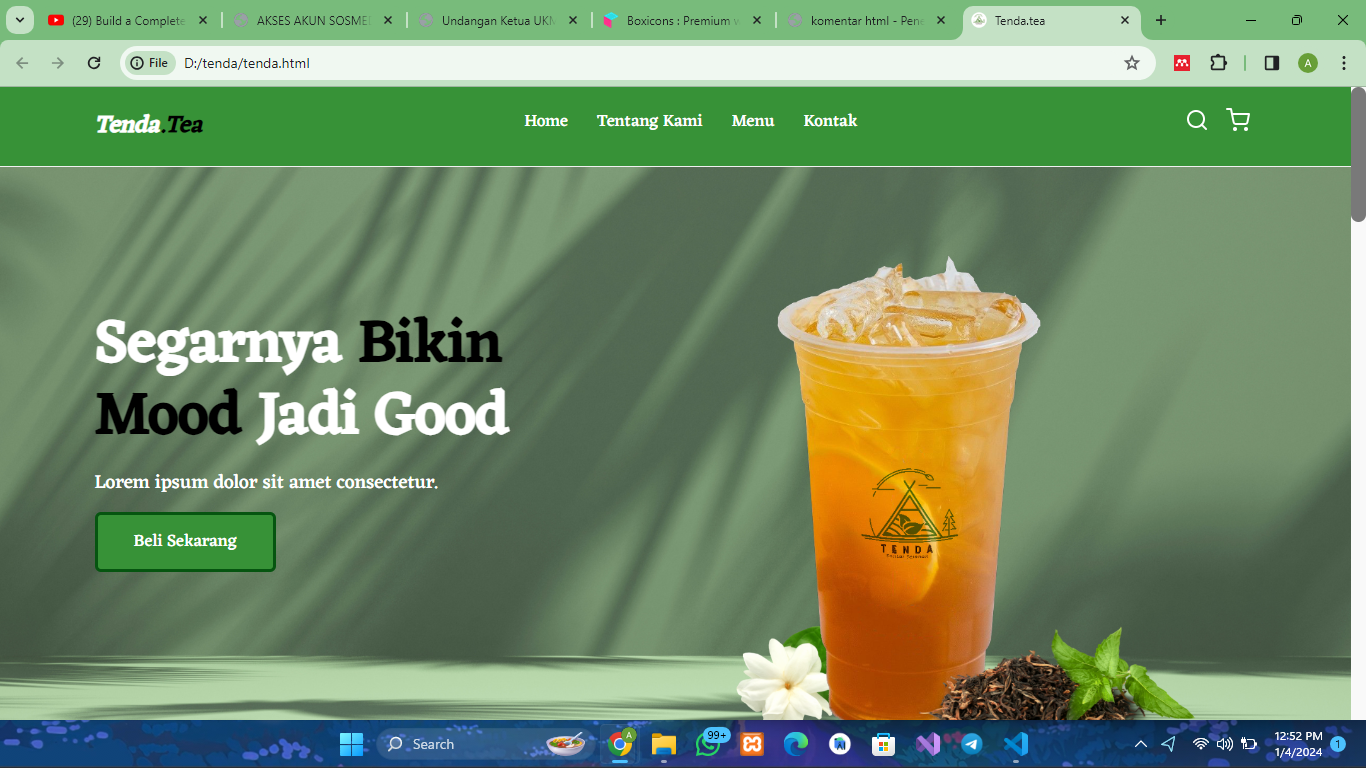 (29) Build a Complete
AKSES AKUN SOSME
Undangan Ketua UKM
Boxicons : Premium w
komentar html - Pene
Tenda.tea
File
D:/tenda/tenda.html
A
Tenda.Tea
Home
Tentang Kami
Menu
Kontak
Segarnya Bikin
Mood Jadi Good
Lorem ipsum dolor sit amet consectetur.
Beli Sekarang
TENDA
Search
A
99+
12:52 PM
1/4/2024
1